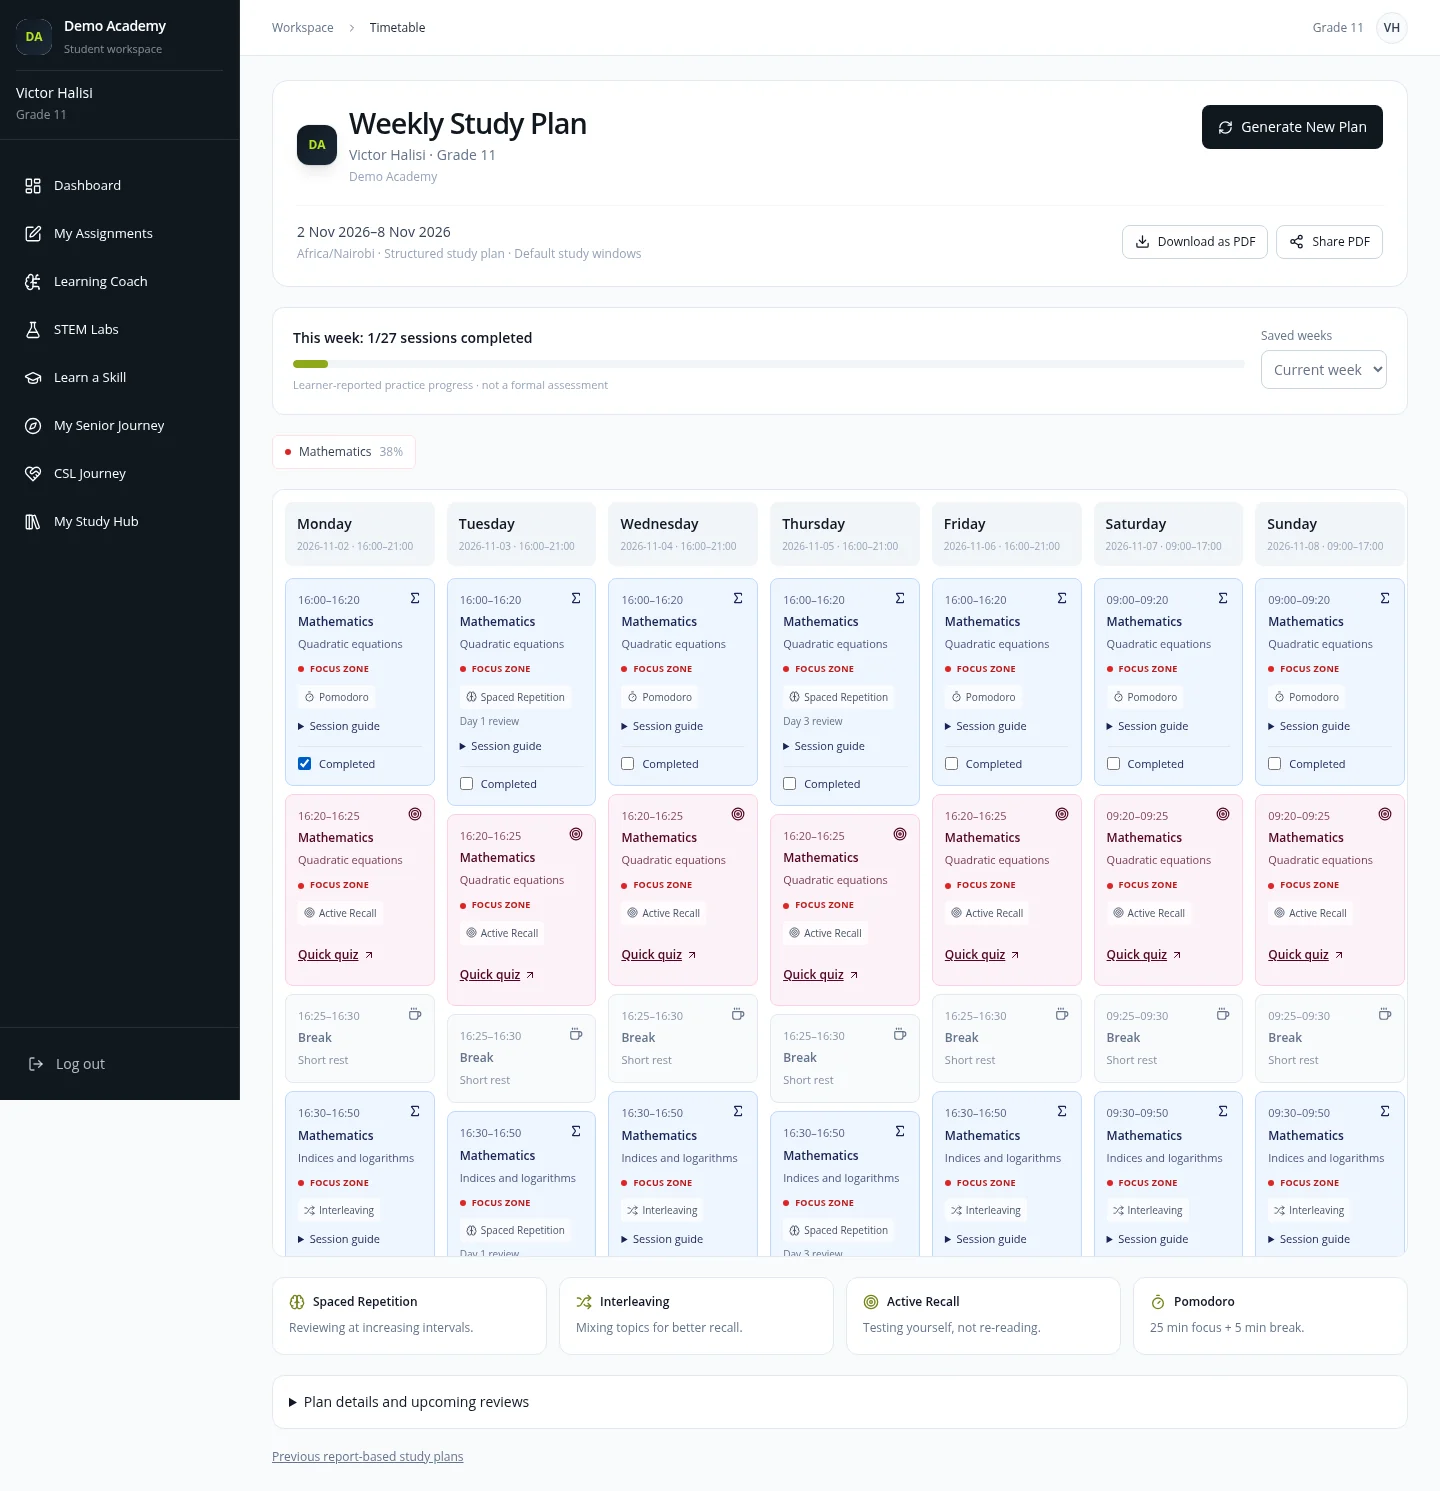 DA
Demo Academy
Student workspace
Victor Halisi
Grade 11
Dashboard
My Assignments
Learning Coach
STEM Labs
Learn a Skill
My Senior Journey
CSL Journey
My Study Hub
Log out
Workspace > Timetable
Grade 11 VH
DA
Weekly Study Plan
Victor Halisi · Grade 11
Demo Academy
Generate New Plan
2 Nov 2026–8 Nov 2026
Africa/Nairobi · Structured study plan · Default study windows
Download as PDF
Share PDF
This week: 1/27 sessions completed
Learner-reported practice progress · not a formal assessment
Saved weeks
Current week
Mathematics 38%
Monday
2026-11-02 · 16:00–21:00
16:00–16:20
Mathematics
Quadratic equations
FOCUS ZONE
Pomodoro
Session guide
Completed
16:20–16:25
Mathematics
Quadratic equations
FOCUS ZONE
Active Recall
Quick quiz
16:25–16:30
Break
Short rest
16:30–16:50
Mathematics
Indices and logarithms
FOCUS ZONE
Interleaving
Session guide
Tuesday
2026-11-03 · 16:00–21:00
16:00–16:20
Mathematics
Quadratic equations
FOCUS ZONE
Spaced Repetition
Day 1 review
Session guide
Completed
16:20–16:25
Mathematics
Quadratic equations
FOCUS ZONE
Active Recall
Quick quiz
16:25–16:30
Break
Short rest
16:30–16:50
Mathematics
Indices and logarithms
FOCUS ZONE
Spaced Repetition
Day 1 review
Wednesday
2026-11-04 · 16:00–21:00
16:00–16:20
Mathematics
Quadratic equations
FOCUS ZONE
Pomodoro
Session guide
Completed
16:20–16:25
Mathematics
Quadratic equations
FOCUS ZONE
Active Recall
Quick quiz
16:25–16:30
Break
Short rest
16:30–16:50
Mathematics
Indices and logarithms
FOCUS ZONE
Interleaving
Session guide
Thursday
2026-11-05 · 16:00–21:00
16:00–16:20
Mathematics
Quadratic equations
FOCUS ZONE
Spaced Repetition
Day 3 review
Session guide
Completed
16:20–16:25
Mathematics
Quadratic equations
FOCUS ZONE
Active Recall
Quick quiz
16:25–16:30
Break
Short rest
16:30–16:50
Mathematics
Indices and logarithms
FOCUS ZONE
Spaced Repetition
Day 3 review
Friday
2026-11-06 · 16:00–21:00
16:00–16:20
Mathematics
Quadratic equations
FOCUS ZONE
Pomodoro
Session guide
Completed
16:20–16:25
Mathematics
Quadratic equations
FOCUS ZONE
Active Recall
Quick quiz
16:25–16:30
Break
Short rest
16:30–16:50
Mathematics
Indices and logarithms
FOCUS ZONE
Interleaving
Session guide
Saturday
2026-11-07 · 09:00–17:00
09:00–09:20
Mathematics
Quadratic equations
FOCUS ZONE
Pomodoro
Session guide
Completed
09:20–09:25
Mathematics
Quadratic equations
FOCUS ZONE
Active Recall
Quick quiz
09:25–09:30
Break
Short rest
09:30–09:50
Mathematics
Indices and logarithms
FOCUS ZONE
Interleaving
Session guide
Sunday
2026-11-08 · 09:00–17:00
09:00–09:20
Mathematics
Quadratic equations
FOCUS ZONE
Pomodoro
Session guide
Completed
09:20–09:25
Mathematics
Quadratic equations
FOCUS ZONE
Active Recall
Quick quiz
09:25–09:30
Break
Short rest
09:30–09:50
Mathematics
Indices and logarithms
FOCUS ZONE
Interleaving
Session guide
Spaced Repetition
Reviewing at increasing intervals.
Interleaving
Mixing topics for better recall.
Active Recall
Testing yourself, not re-reading.
Pomodoro
25 min focus + 5 min break.
Plan details and upcoming reviews
Previous report-based study plans